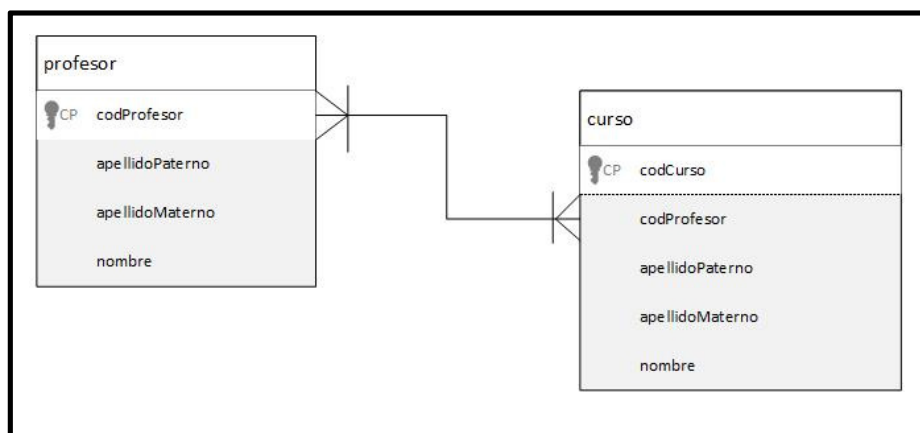 profesor
CP codProfesor
apellidoPaterno
apellidoMaterno
nombre
curso
CP codCurso
codProfesor
apellidoPaterno
apellidoMaterno
nombre